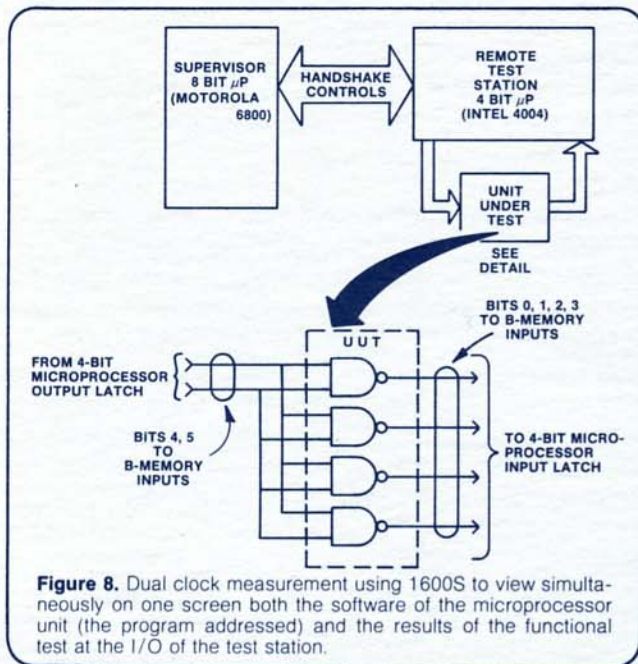 SUPERVISOR
8 BIT μP
(MOTOROLA
6800)
HANDSHAKE
CONTROLS
REMOTE
TEST
STATION
4 BIT μP
(INTEL 4004)
UNIT
UNDER
TEST
SEE
DETAIL
BITS 0, 1, 2, 3
TO B-MEMORY
INPUTS
UUT
FROM 4-BIT
MICROPROCESSOR
OUTPUT LATCH
BITS 4, 5
TO
B-MEMORY
INPUTS
TO 4-BIT MICRO-
PROCESSOR
INPUT LATCH
Figure 8. Dual clock measurement using 1600S to view simulta-
neously on one screen both the software of the microprocessor
unit (the program addressed) and the results of the functional
test at the I/O of the test station.